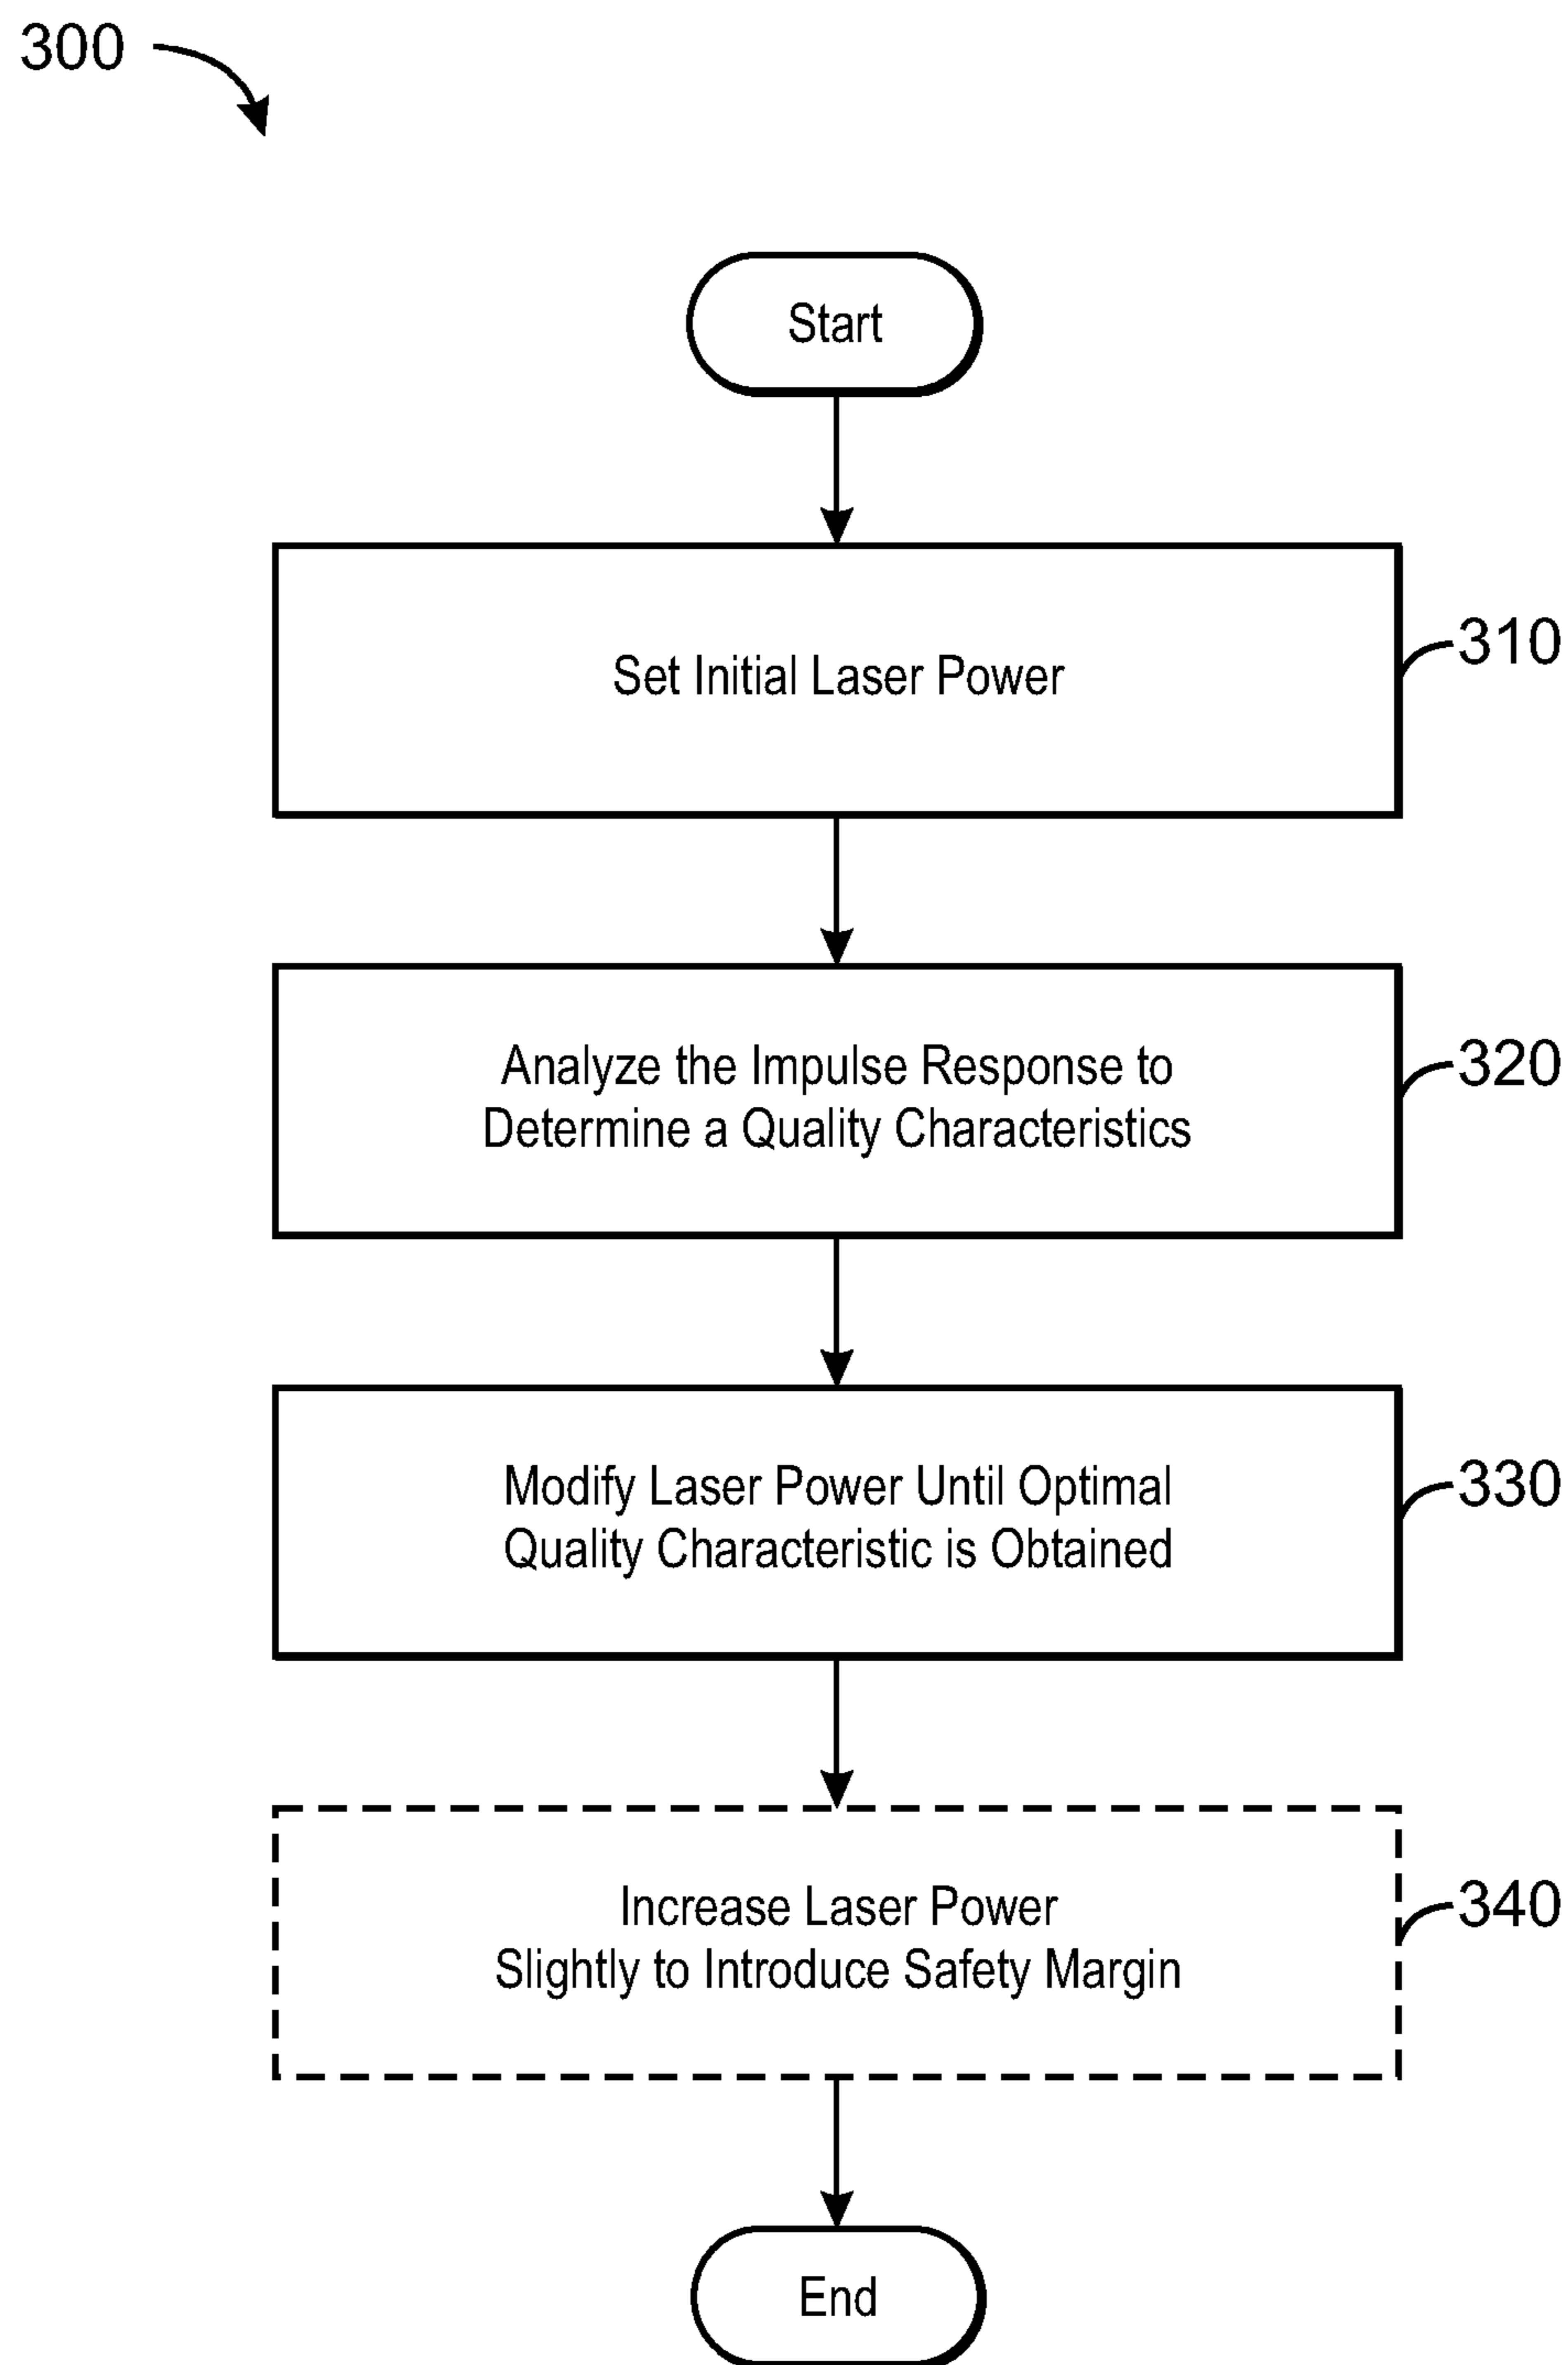 300
Start
Set Initial Laser Power
310
Analyze the Impulse Response to
Determine a Quality Characteristics
320
Modify Laser Power Until Optimal
Quality Characteristic is Obtained
330
Increase Laser Power
Slightly to Introduce Safety Margin
340
End